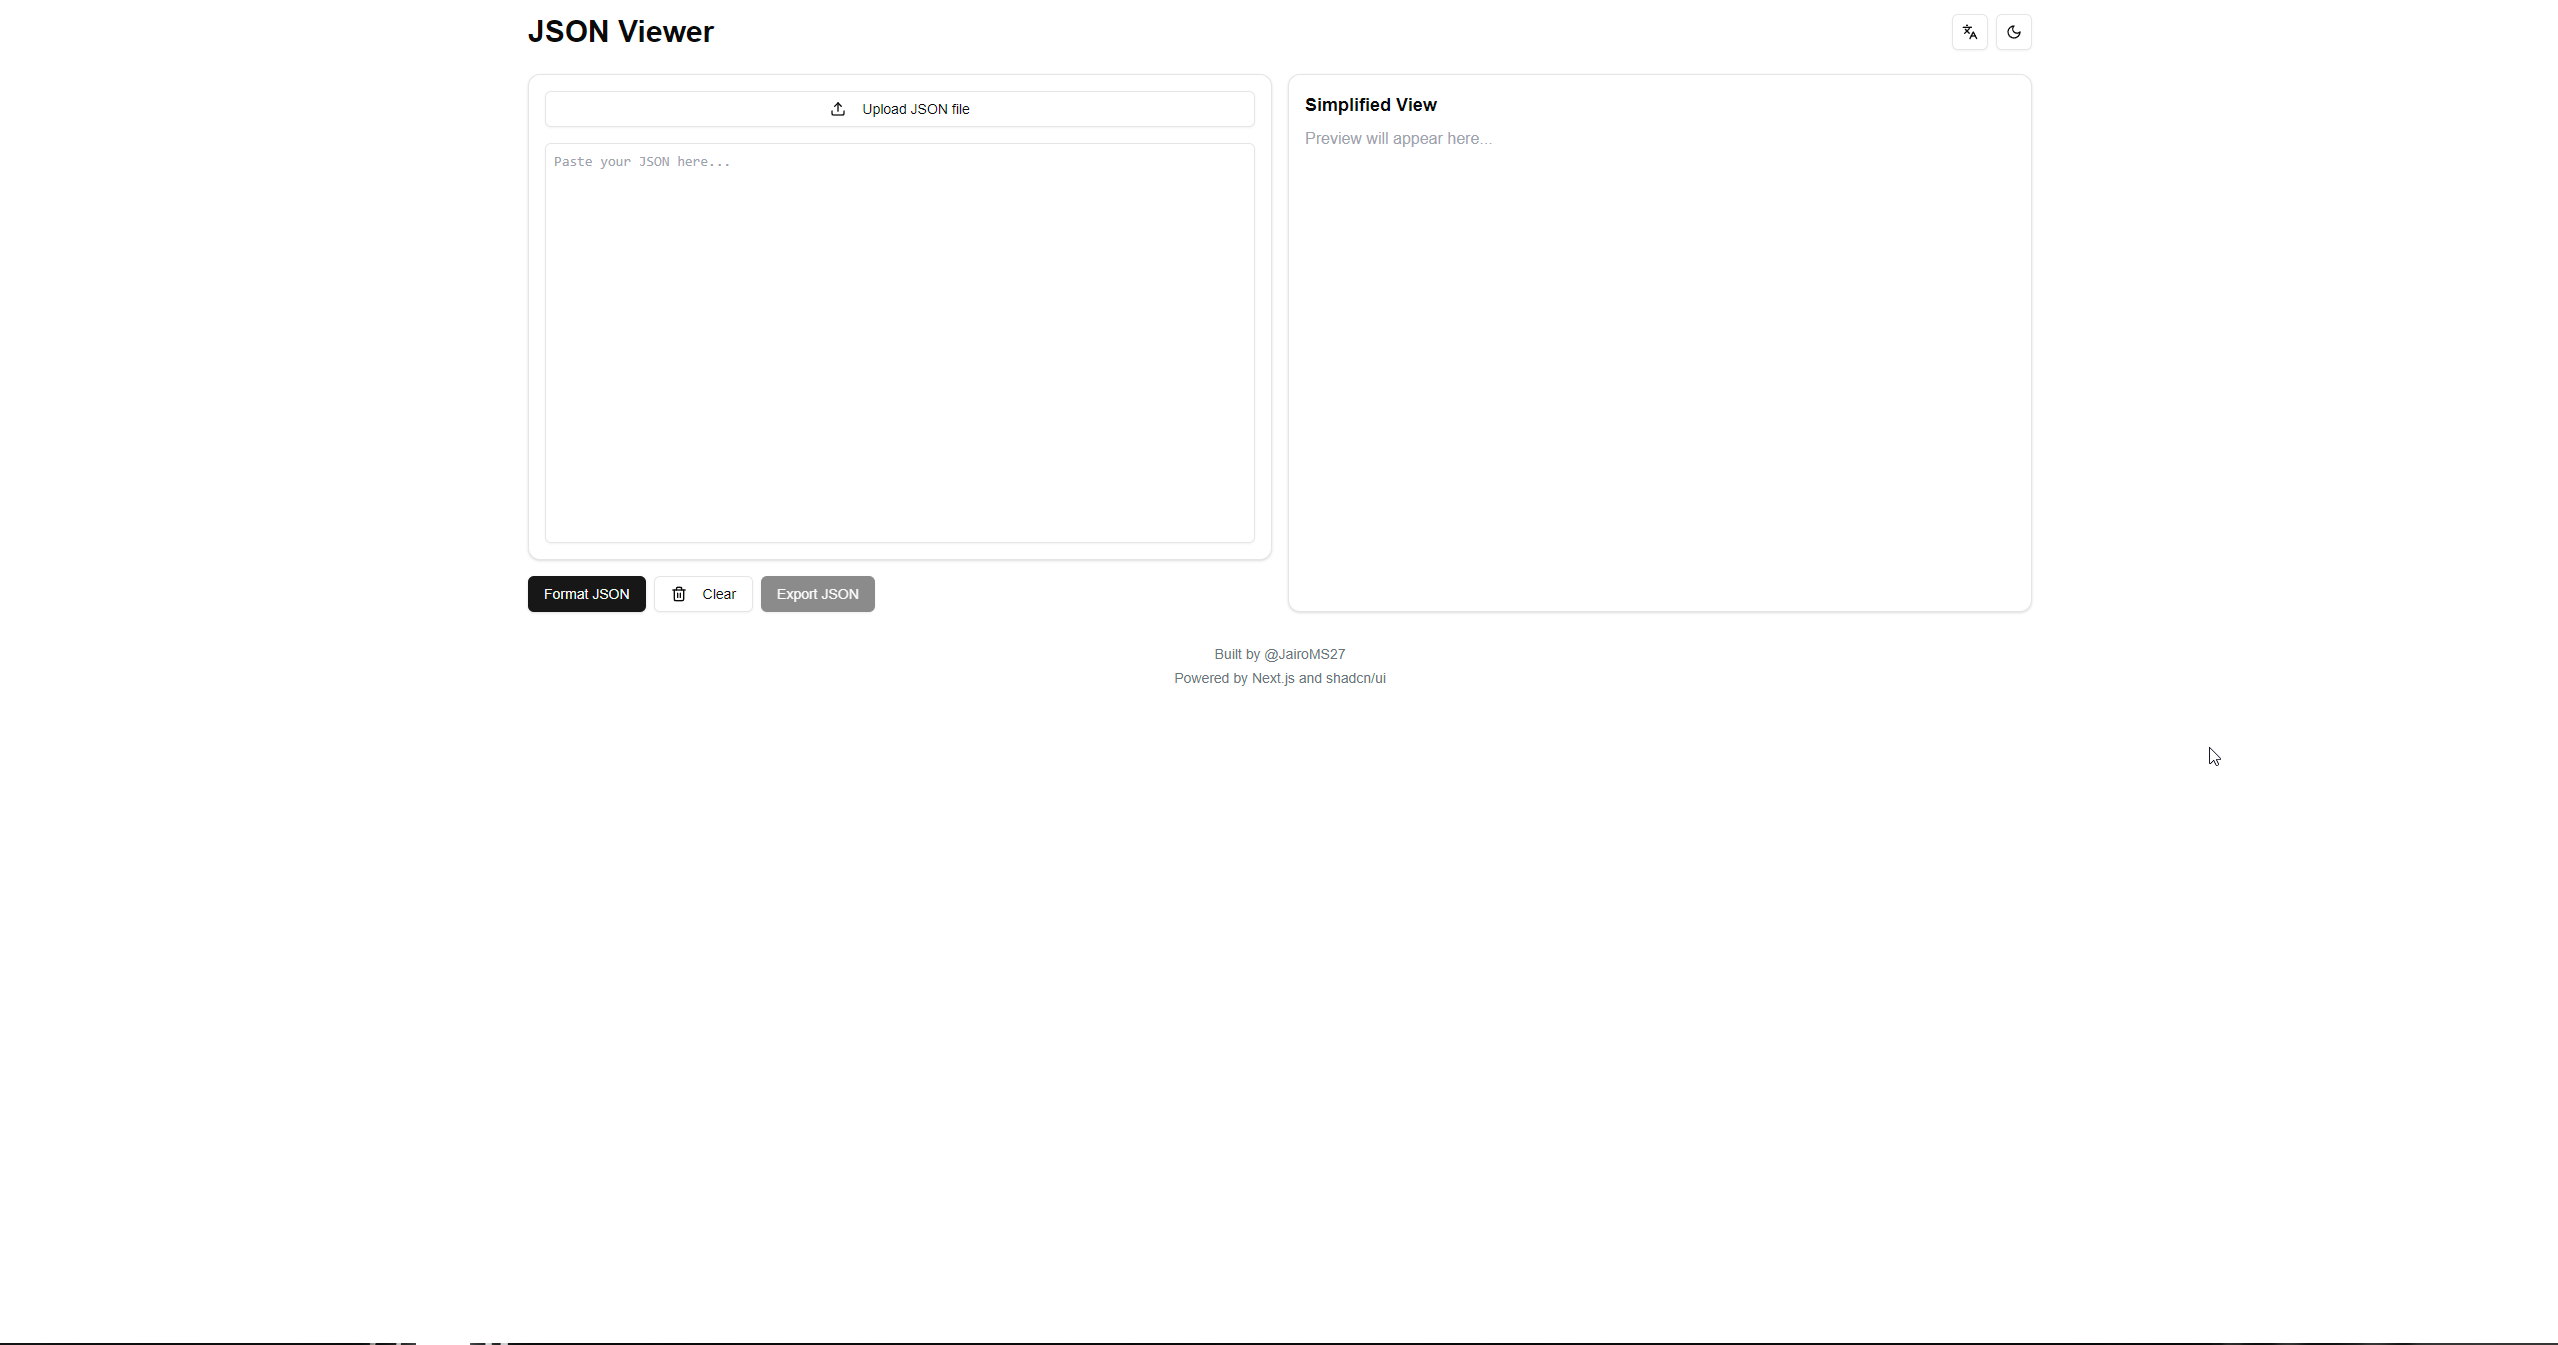 JSON Viewer
Upload JSON file
Paste your JSON here...
Format JSON
Clear
Export JSON
Simplified View
Preview will appear here...
Built by @JairoMS27
Powered by Next.js and shadcn/ui